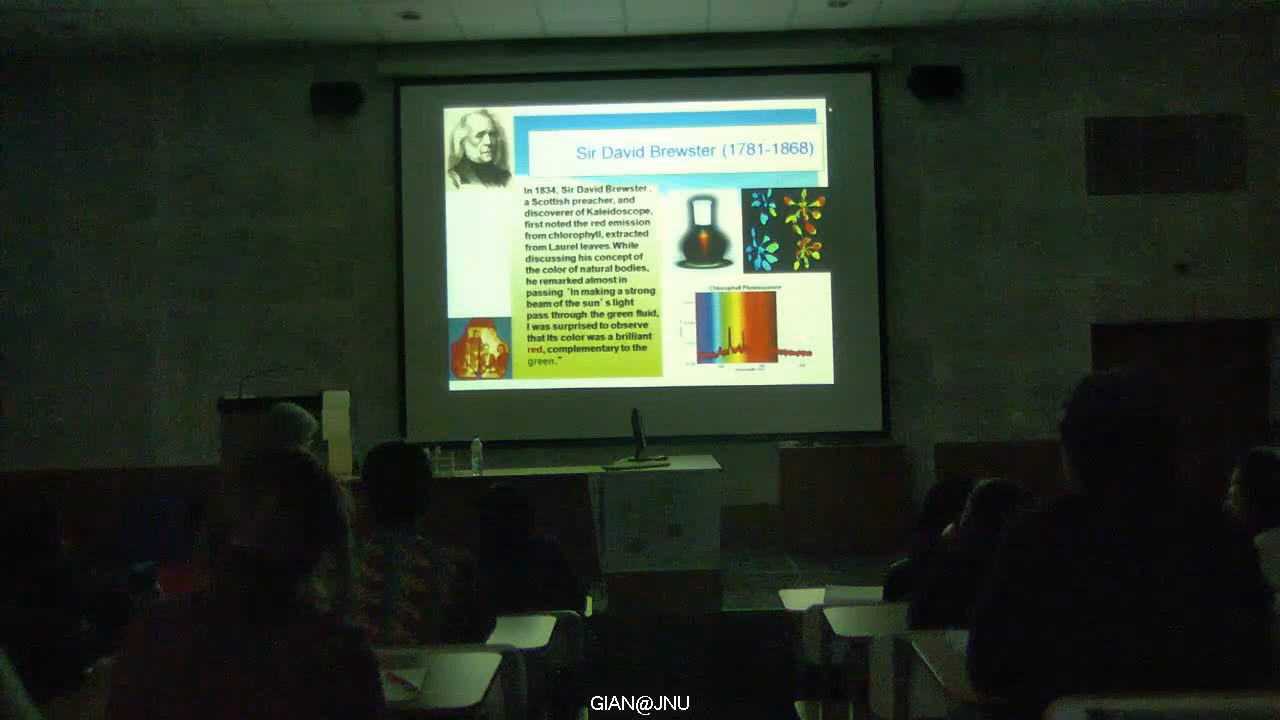 Sir David Brewster (1781-1868)
In 1834, Sir David Brewster ,
a Scottish preacher, and
discoverer of Kaleidoscope,
first noted the red emission
from chlorophyll, extracted
from Laurel leaves.While
discussing his concept of
the color of natural bodies,
he remarked almost in
passing "In making a strong
beam of the sun's light
pass through the green fluid,
I was surprised to observe
that its color was a brilliant
red, complementary to the
green."
Chlorophyll Fluorescence
GIAN@JNU